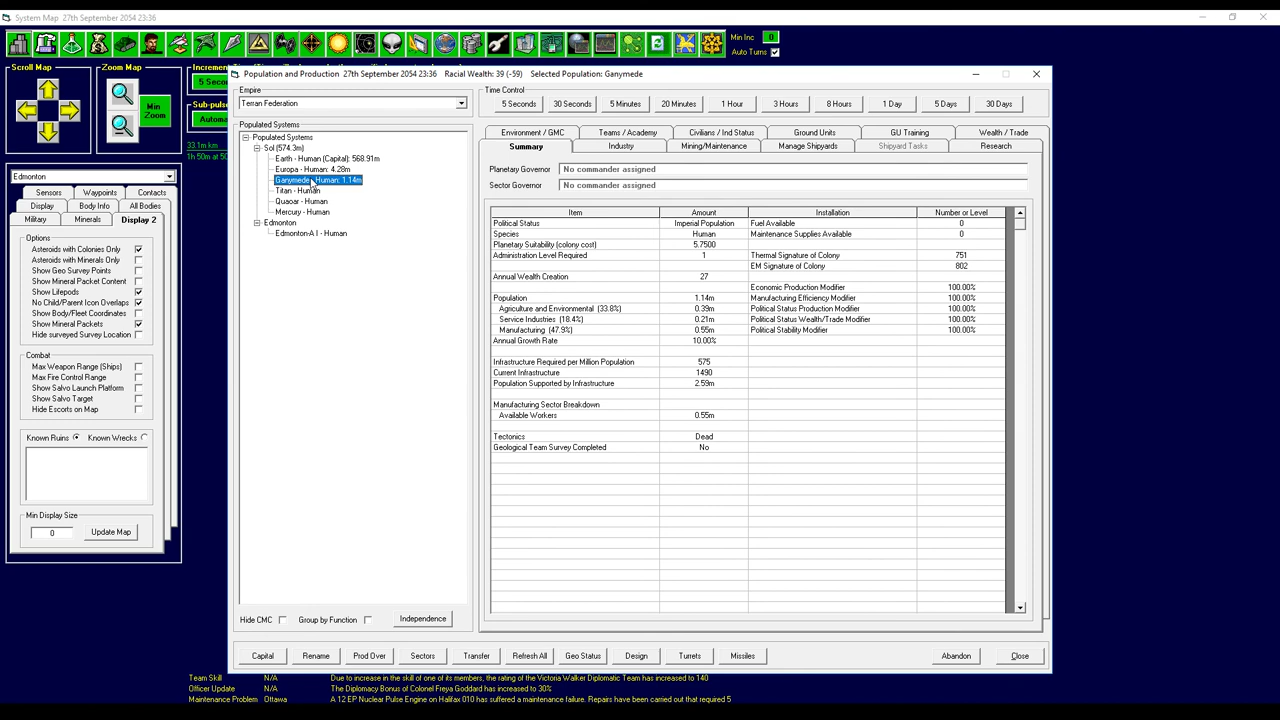 System Map   27th September 2054 23:36
Min Inc   0
Auto Turns
Scroll Map
Zoom Map
Min
Zoom
5 Seco
Sub-pulse
Automa
33.1m km
1h 50m at 50
Population and Production   27th September 2054 23:36   Racial Wealth: 39 (-59)   Selected Population: Ganymede
Empire
Terran Federation
Time Control
5 Seconds   30 Seconds   5 Minutes   20 Minutes   1 Hour   3 Hours   8 Hours   1 Day   5 Days   30 Days
Populated Systems
Populated Systems
Sol (574.3m)
Earth - Human (Capital): 568.91m
Europa - Human: 4.28m
Ganymede - Human: 1.14m
Titan - Human
Quaoar - Human
Mercury - Human
Edmonton
Edmonton-A I - Human
Hide CMC
Group by Function
Independence
Environment / GMC   Teams / Academy   Civilians / Ind Status   Ground Units   GU Training   Wealth / Trade
Summary   Industry   Mining/Maintenance   Manage Shipyards   Shipyard Tasks   Research
Planetary Governor   No commander assigned
Sector Governor   No commander assigned
Item   Amount   Installation   Number or Level
Political Status   Imperial Population   Fuel Available   0
Species   Human   Maintenance Supplies Available   0
Planetary Suitability (colony cost)   5.7500
Administration Level Required   1   Thermal Signature of Colony   751
EM Signature of Colony   802
Annual Wealth Creation   27
Economic Production Modifier   100.00%
Population   1.14m   Manufacturing Efficiency Modifier   100.00%
Agriculture and Environmental (33.8%)   0.39m   Political Status Production Modifier   100.00%
Service Industries (18.4%)   0.21m   Political Status Wealth/Trade Modifier   100.00%
Manufacturing (47.9%)   0.55m   Political Stability Modifier   100.00%
Annual Growth Rate   10.00%
Infrastructure Required per Million Population   575
Current Infrastructure   1490
Population Supported by Infrastructure   2.59m
Manufacturing Sector Breakdown
Available Workers   0.55m
Tectonics   Dead
Geological Team Survey Completed   No
Capital   Rename   Prod Over   Sectors   Transfer   Refresh All   Geo Status   Design   Turrets   Missiles   Abandon   Close
Edmonton
Sensors   Waypoints   Contacts
Display   Body Info   All Bodies
Military   Minerals   Display 2
Options
Asteroids with Colonies Only
Asteroids with Minerals Only
Show Geo Survey Points
Show Mineral Packet Content
Show Lifepods
No Child/Parent Icon Overlaps
Show Body/Fleet Coordinates
Show Mineral Packets
Hide surveyed Survey Location
Combat
Max Weapon Range (Ships)
Max Fire Control Range
Show Salvo Launch Platform
Show Salvo Target
Hide Escorts on Map
Known Ruins   Known Wrecks
Min Display Size
0   Update Map
Team Skill   N/A   Due to increase in the skill of one of its members, the rating of the Victoria Walker Diplomatic Team has increased to 140
Officer Update   N/A   The Diplomacy Bonus of Colonel Freya Goddard has increased to 30%
Maintenance Problem   Ottawa   A 12 EP Nuclear Pulse Engine on Halifax 010 has suffered a maintenance failure. Repairs have been carried out that required 5